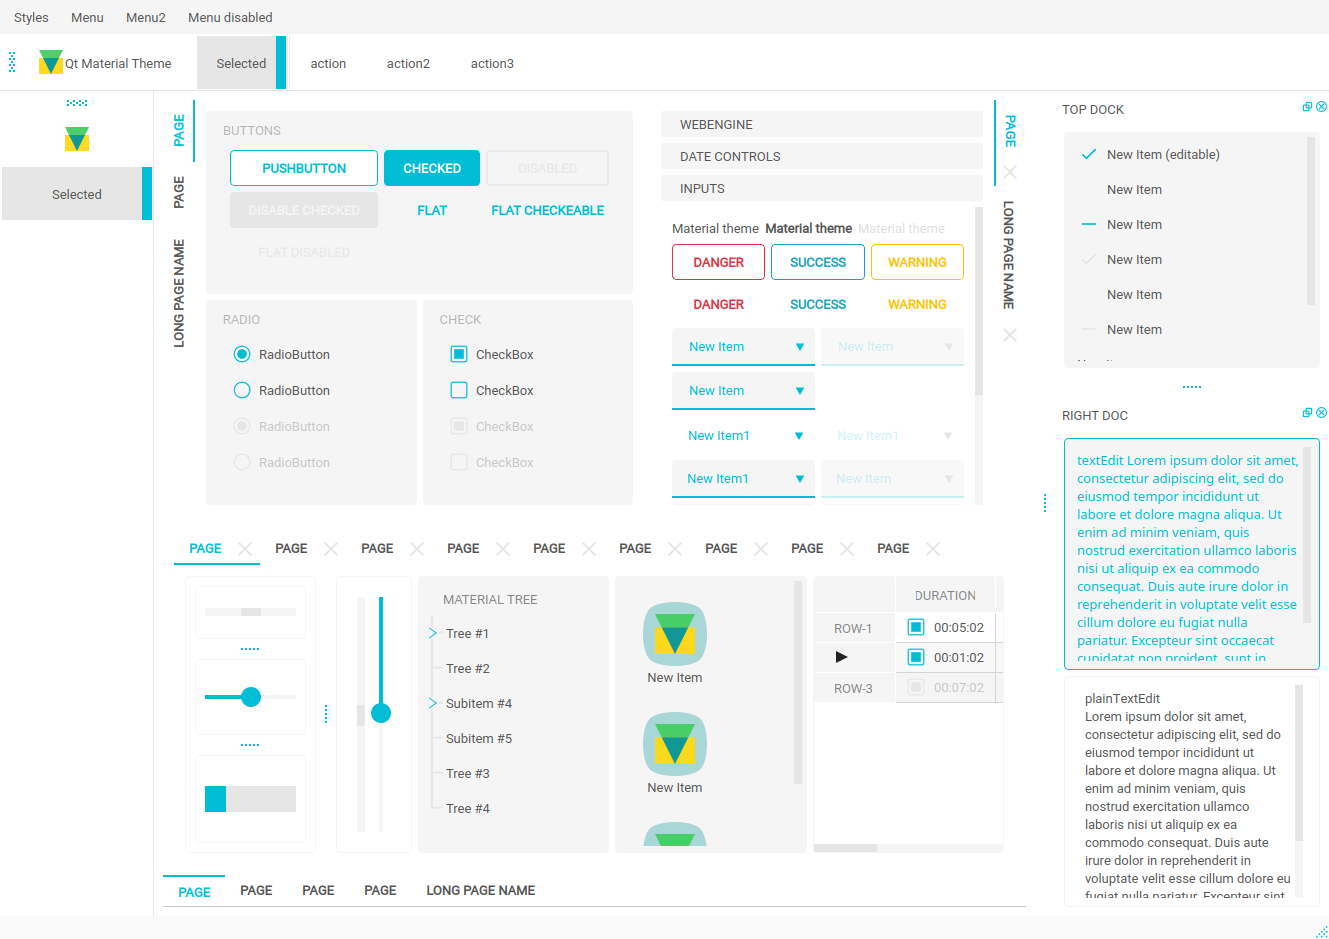 Styles Menu Menu2 Menu disabled
Qt Material Theme Selected action action2 action3
Selected
PAGE
PAGE
LONG PAGE NAME
BUTTONS
PUSHBUTTON CHECKED DISABLED
DISABLE CHECKED FLAT FLAT CHECKEABLE
FLAT DISABLED
RADIO
RadioButton
RadioButton
RadioButton
RadioButton
CHECK
CheckBox
CheckBox
CheckBox
CheckBox
WEBENGINE
DATE CONTROLS
INPUTS
Material theme Material theme Material theme
DANGER SUCCESS WARNING
DANGER SUCCESS WARNING
New Item New Item
New Item
New Item1 New Item1
New Item1 New Item
PAGE
LONG PAGE NAME
PAGE PAGE PAGE PAGE PAGE PAGE PAGE PAGE PAGE
MATERIAL TREE
Tree #1
Tree #2
Subitem #4
Subitem #5
Tree #3
Tree #4
New Item
New Item
DURATION
ROW-1 00:05:02
00:01:02
ROW-3 00:07:02
PAGE PAGE PAGE PAGE LONG PAGE NAME
TOP DOCK
New Item (editable)
New Item
New Item
New Item
New Item
New Item
RIGHT DOC
textEdit Lorem ipsum dolor sit amet,
consectetur adipiscing elit, sed do
eiusmod tempor incididunt ut
labore et dolore magna aliqua. Ut
enim ad minim veniam, quis
nostrud exercitation ullamco laboris
nisi ut aliquip ex ea commodo
consequat. Duis aute irure dolor in
reprehenderit in voluptate velit esse
cillum dolore eu fugiat nulla
pariatur. Excepteur sint occaecat
cupidatat non proident, sunt in
plainTextEdit
Lorem ipsum dolor sit amet,
consectetur adipiscing elit, sed do
eiusmod tempor incididunt ut
labore et dolore magna aliqua. Ut
enim ad minim veniam, quis
nostrud exercitation ullamco
laboris nisi ut aliquip ex ea
commodo consequat. Duis aute
irure dolor in reprehenderit in
voluptate velit esse cillum dolore eu
fugiat nulla pariatur. Excepteur sint